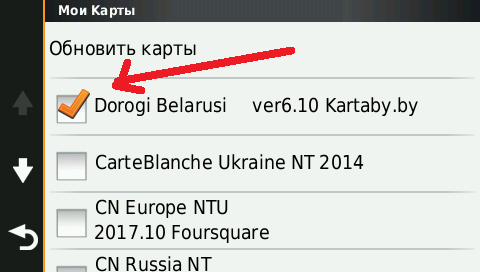 Мои Карты
Обновить карты
Dorogi Belarusi ver6.10 Kartaby.by
CarteBlanche Ukraine NT 2014
CN Europe NTU
2017.10 Foursquare
CN Russia NT